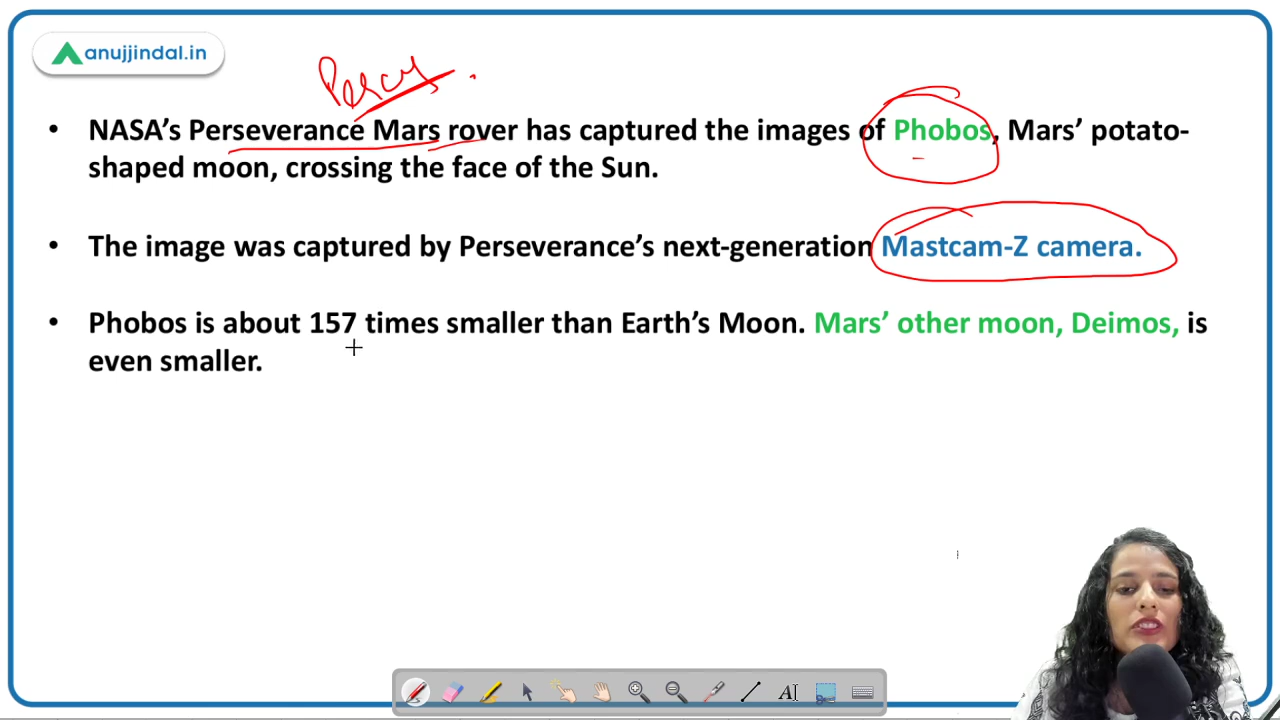 anujjindal.in
Percy.
• NASA’s Perseverance Mars rover has captured the images of Phobos, Mars’ potato-
shaped moon, crossing the face of the Sun.
• The image was captured by Perseverance’s next-generation Mastcam-Z camera.
• Phobos is about 157 times smaller than Earth’s Moon. Mars’ other moon, Deimos, is
even smaller.
AI